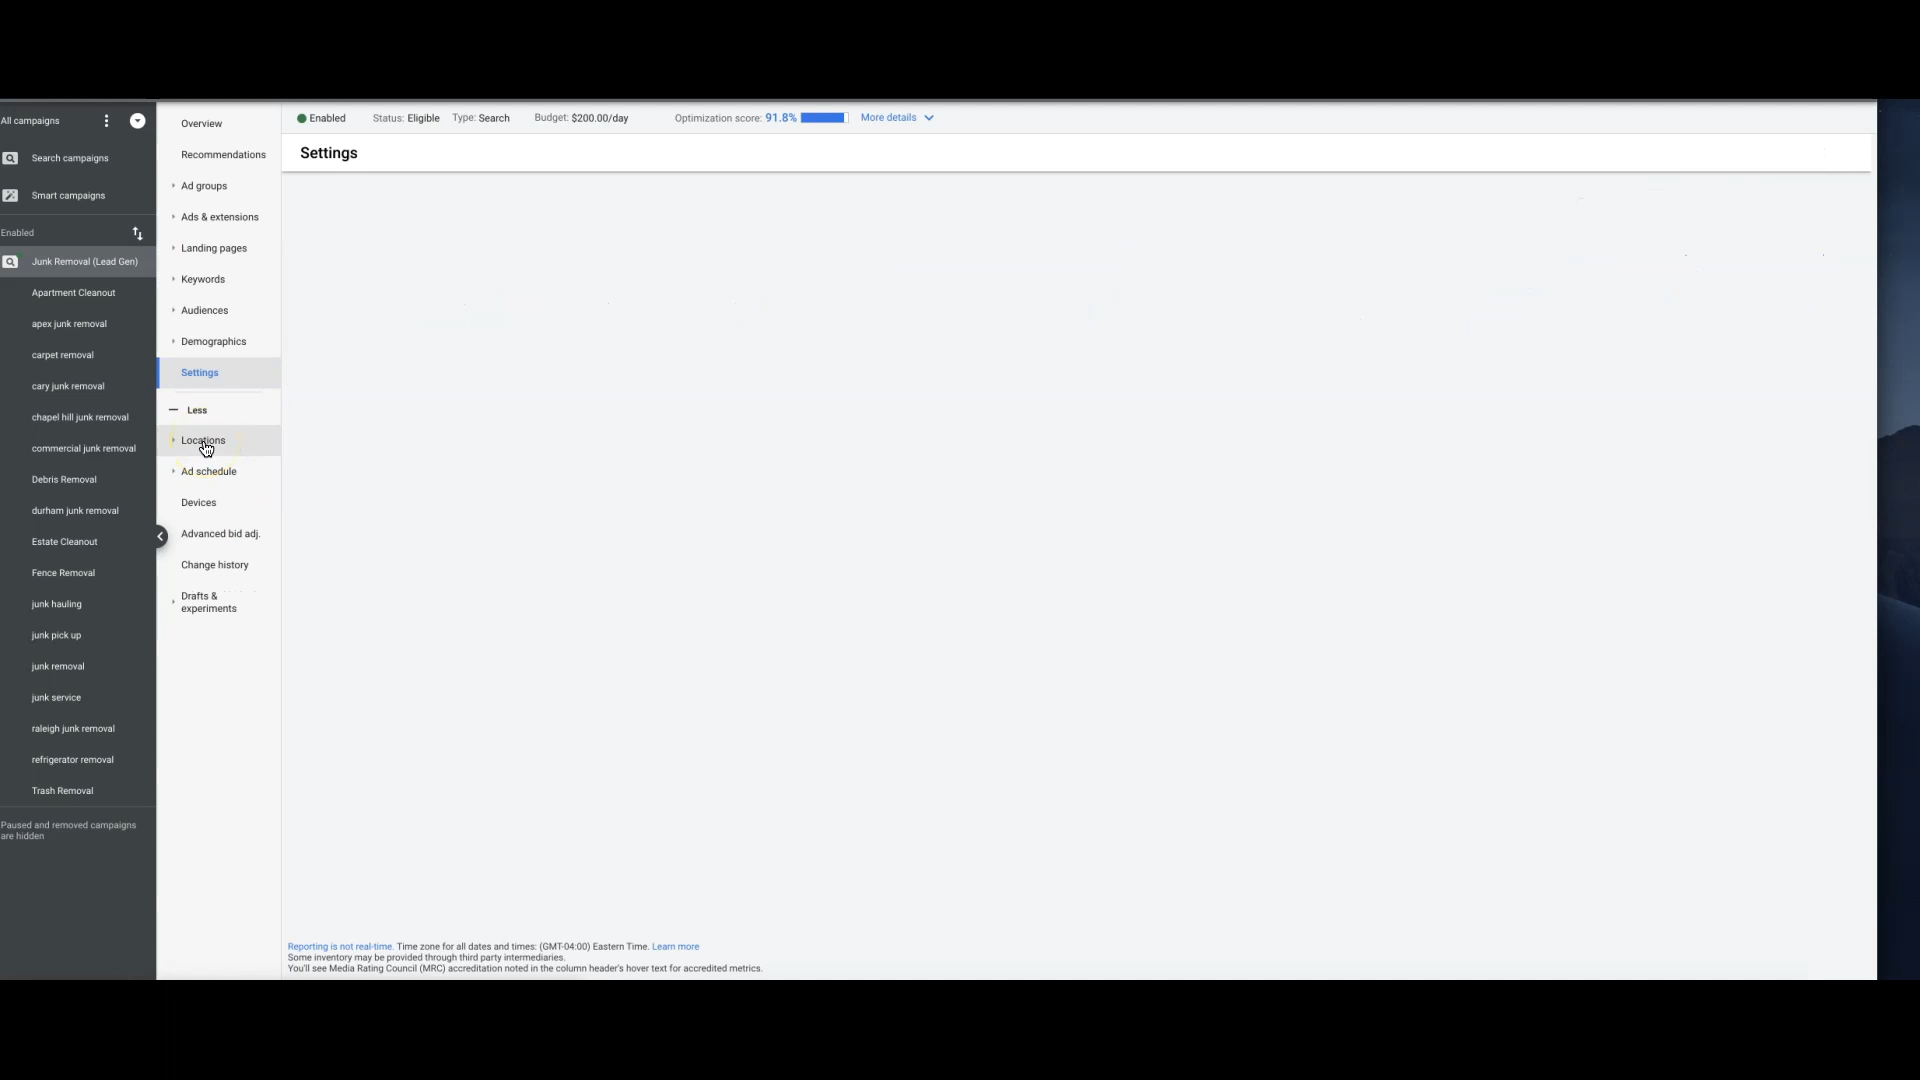 All campaigns
Search campaigns
Smart campaigns
Enabled
Junk Removal (Lead Gen)
Apartment Cleanout
apex junk removal
carpet removal
cary junk removal
chapel hill junk removal
commercial junk removal
Debris Removal
durham junk removal
Estate Cleanout
Fence Removal
junk hauling
junk pick up
junk removal
junk service
raleigh junk removal
refrigerator removal
Trash Removal
Paused and removed campaigns
are hidden
Overview
Recommendations
Ad groups
Ads & extensions
Landing pages
Keywords
Audiences
Demographics
Settings
Less
Locations
Ad schedule
Devices
Advanced bid adj.
Change history
Drafts &
experiments
Enabled Status: Eligible Type: Search Budget: $200.00/day Optimization score: 91.8% More details
Settings
Reporting is not real-time. Time zone for all dates and times: (GMT-04:00) Eastern Time. Learn more
Some inventory may be provided through third party intermediaries.
You'll see Media Rating Council (MRC) accreditation noted in the column header's hover text for accredited metrics.